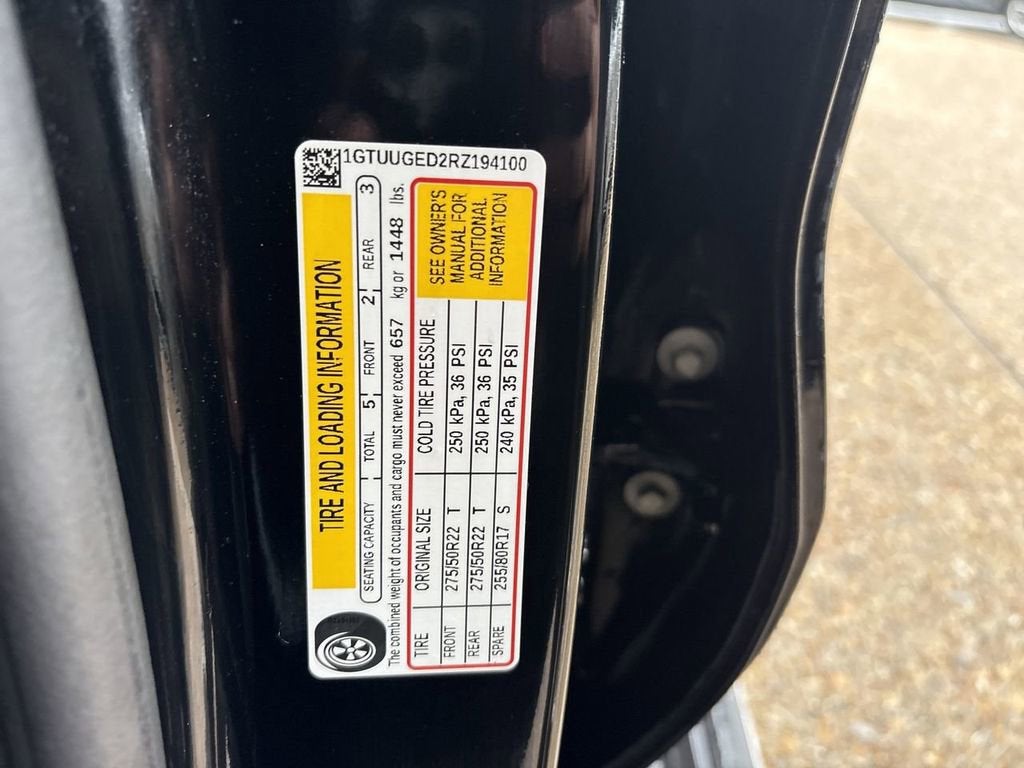 1GTUUGED2RZ194100
TIRE AND LOADING INFORMATION
SEATING CAPACITY TOTAL 5 FRONT 2 REAR 3
The combined weight of occupants and cargo must never exceed 657 kg or 1448 lbs.
TIRE ORIGINAL SIZE COLD TIRE PRESSURE
FRONT 275/50R22 T 250 kPa, 36 PSI
REAR 275/50R22 T 250 kPa, 36 PSI
SPARE 255/80R17 S 240 kPa, 35 PSI
SEE OWNER'S
MANUAL FOR
ADDITIONAL
INFORMATION